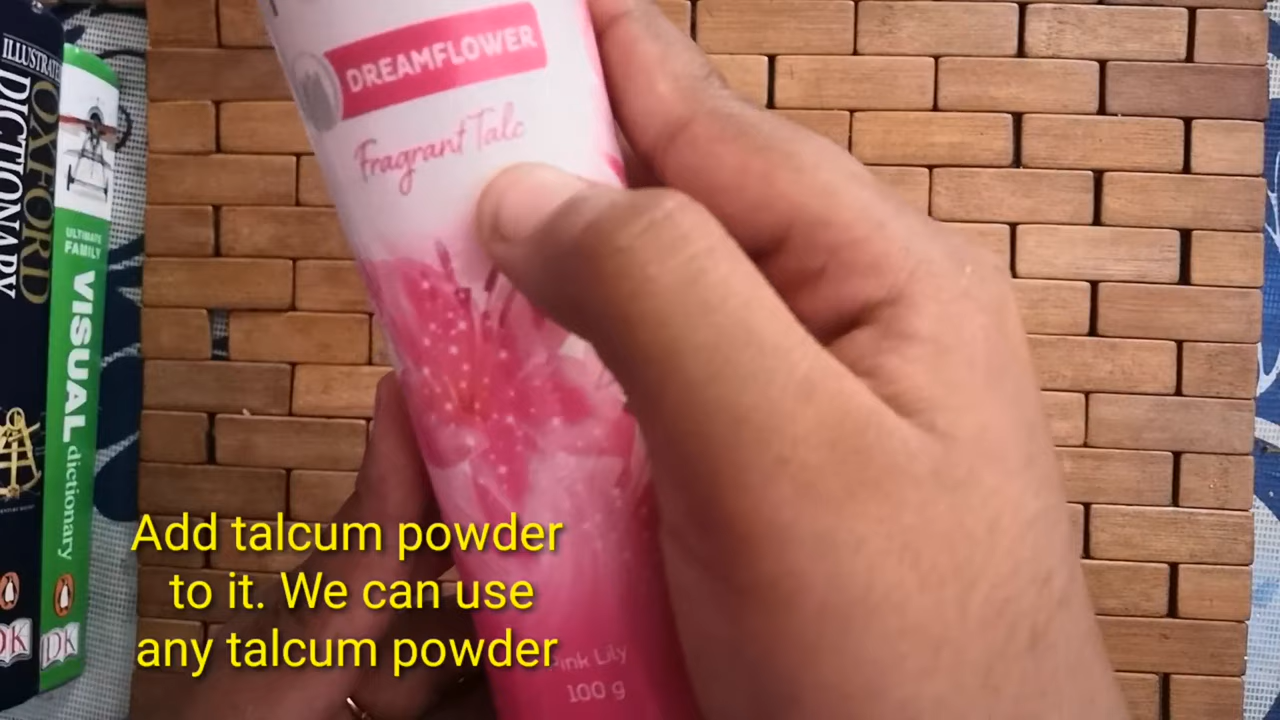 ILLUSTRATED
OXFORD
DICTIONARY
DK
ULTIMATE
FAMILY
VISUAL
dictionary
DK
DREAMFLOWER
Fragrant Talc
Pink Lily
100 g
Add talcum powder
to it. We can use
any talcum powder